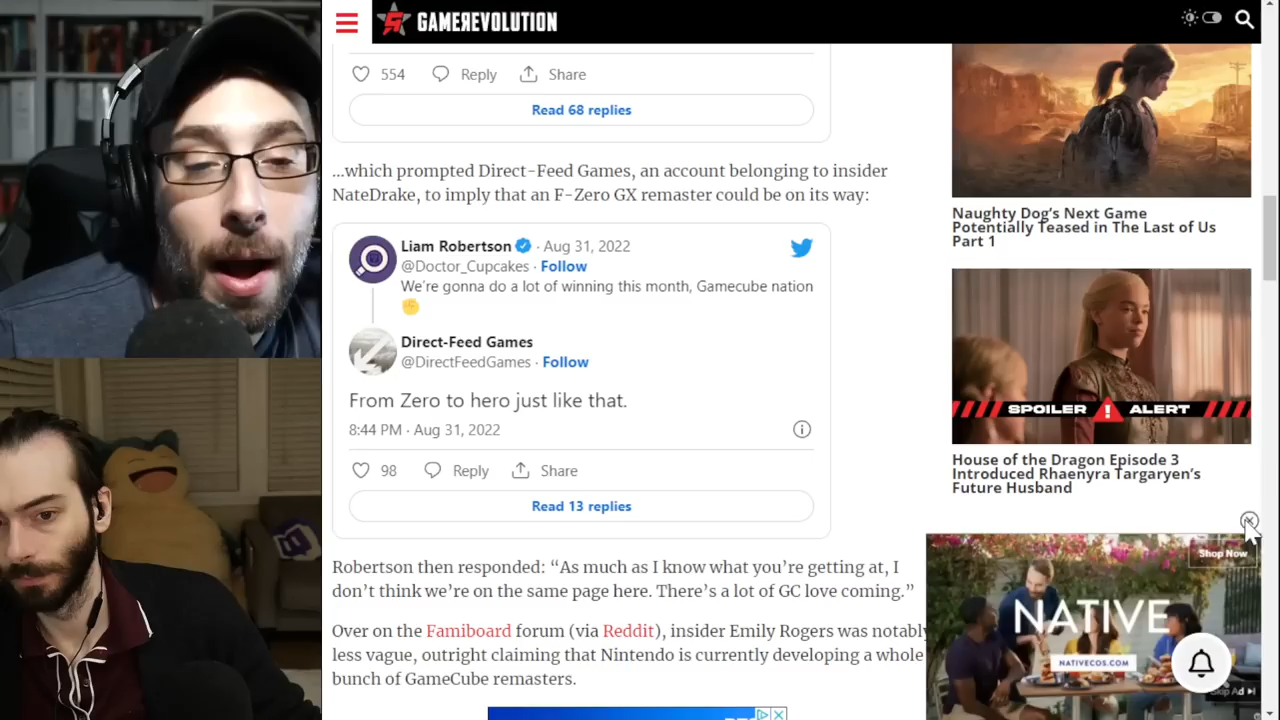 GAMEREVOLUTION
554 Reply Share
Read 68 replies
...which prompted Direct-Feed Games, an account belonging to insider
NateDrake, to imply that an F-Zero GX remaster could be on its way:
Liam Robertson · Aug 31, 2022
@Doctor_Cupcakes · Follow
We're gonna do a lot of winning this month, Gamecube nation
✊
Direct-Feed Games
@DirectFeedGames · Follow
From Zero to hero just like that.
8:44 PM · Aug 31, 2022
98 Reply Share
Read 13 replies
Robertson then responded: “As much as I know what you’re getting at, I
don’t think we’re on the same page here. There’s a lot of GC love coming.”
Over on the Famiboard forum (via Reddit), insider Emily Rogers was notably
less vague, outright claiming that Nintendo is currently developing a whole
bunch of GameCube remasters.
Naughty Dog's Next Game
Potentially Teased in The Last of Us
Part 1
SPOILER ! ALERT
House of the Dragon Episode 3
Introduced Rhaenyra Targaryen's
Future Husband
Shop Now
NATIVE
NATIVECOS.COM
Skip Ad